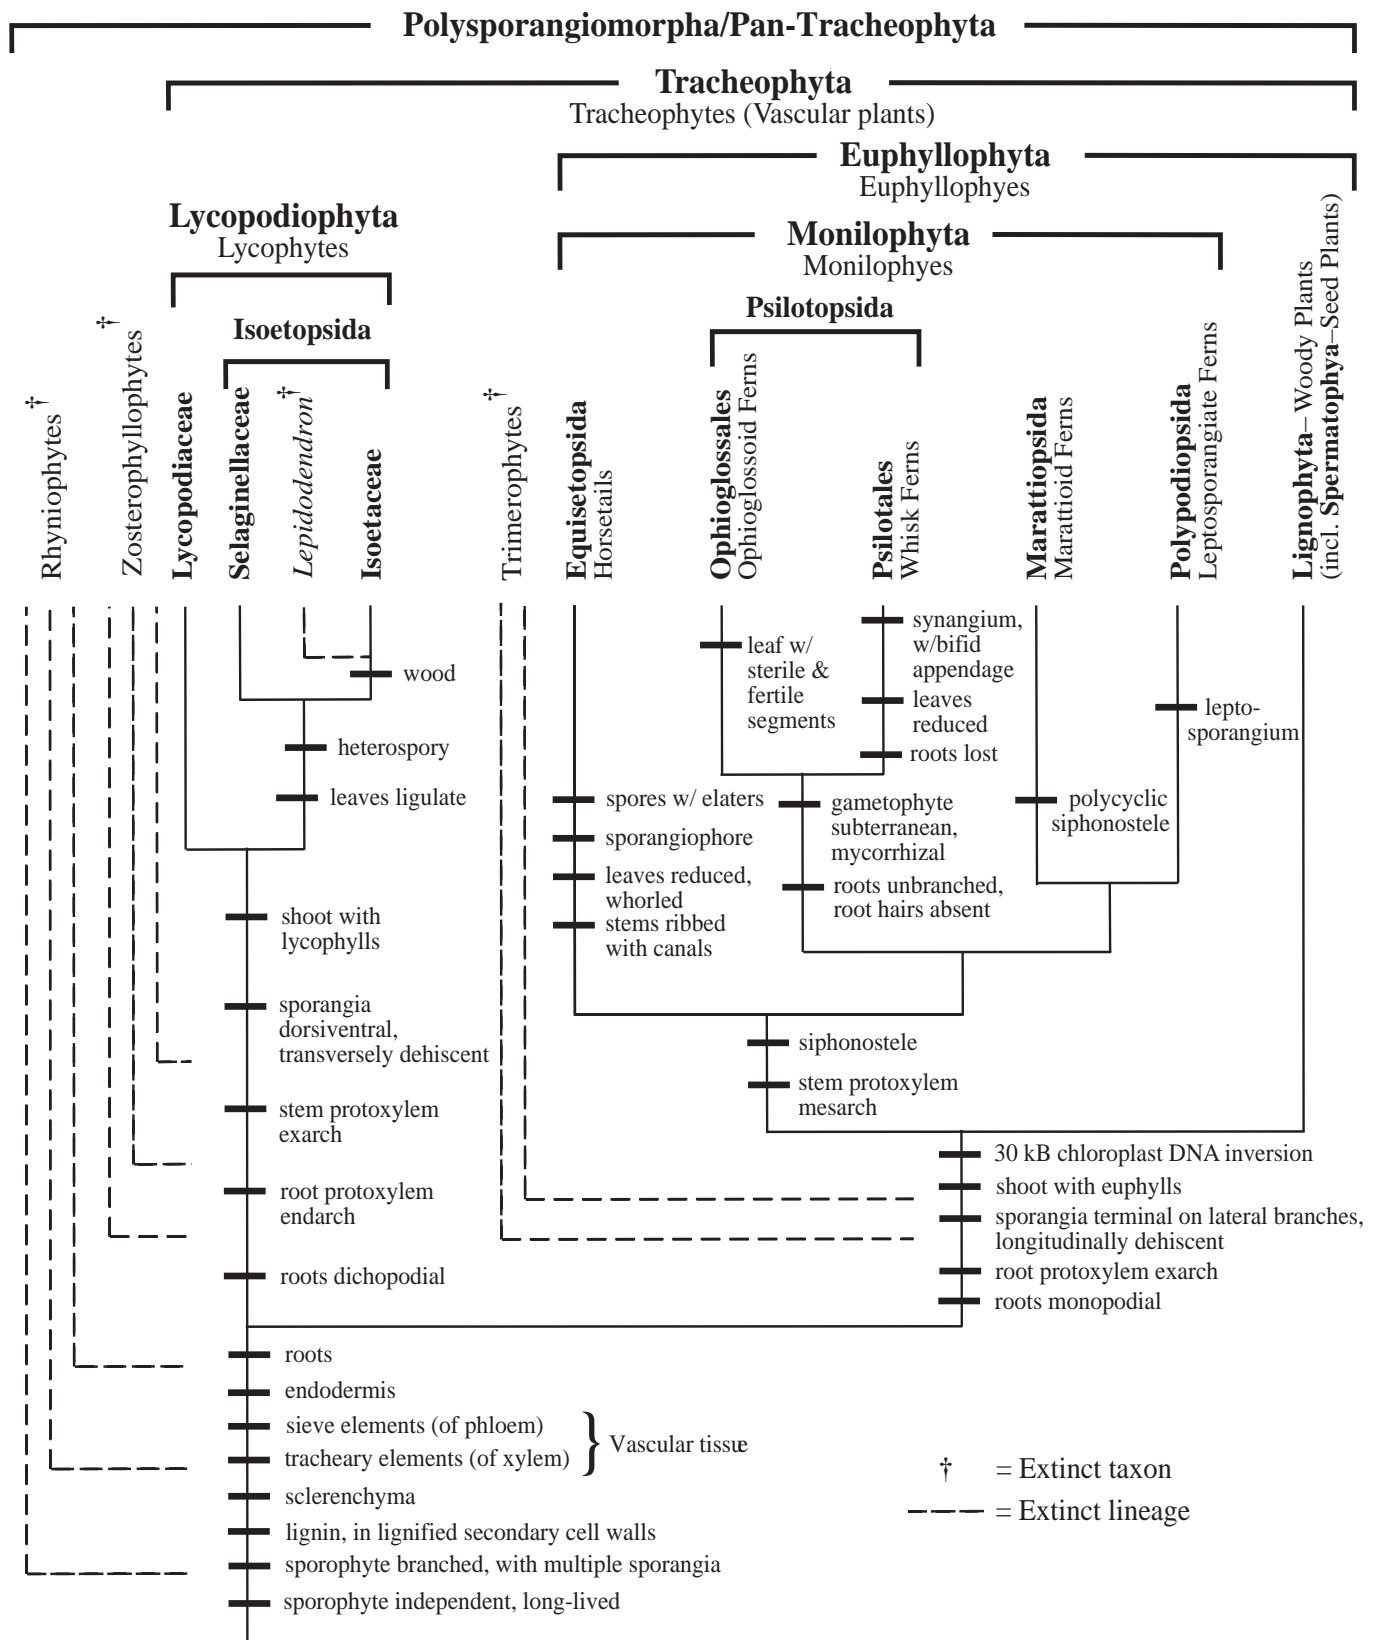 Polysporangiomorpha/Pan-Tracheophyta
Tracheophyta
Tracheophytes (Vascular plants)
Euphyllophyta
Euphyllophyes
Lycopodiophyta
Lycophytes
Monilophyta
Monilophyes
Isoetopsida
Psilotopsida
Rhyniophytes†
Zosterophyllophytes†
Lycopodiaceae
Selaginellaceae
Lepidodendron†
Isoetaceae
Trimerophytes†
Equisetopsida
Horsetails
Ophioglossales
Ophioglossoid Ferns
Psilotales
Whisk Ferns
Marattiopsida
Marattioid Ferns
Polypodiopsida
Leptosporangiate Ferns
Lignophyta– Woody Plants
(incl. Spermatophya–Seed Plants)
wood
heterospory
leaves ligulate
shoot with
lycophylls
sporangia
dorsiventral,
transversely dehiscent
stem protoxylem
exarch
root protoxylem
endarch
roots dichopodial
spores w/ elaters
sporangiophore
leaves reduced,
whorled
stems ribbed
with canals
leaf w/
sterile &
fertile
segments
synangium,
w/bifid
appendage
leaves
reduced
roots lost
gametophyte
subterranean,
mycorrhizal
roots unbranched,
root hairs absent
polycyclic
siphonostele
lepto-
sporangium
siphonostele
stem protoxylem
mesarch
30 kB chloroplast DNA inversion
shoot with euphylls
sporangia terminal on lateral branches,
longitudinally dehiscent
root protoxylem exarch
roots monopodial
roots
endodermis
sieve elements (of phloem)
tracheary elements (of xylem)
} Vascular tissue
sclerenchyma
lignin, in lignified secondary cell walls
sporophyte branched, with multiple sporangia
sporophyte independent, long-lived
† = Extinct taxon
= Extinct lineage